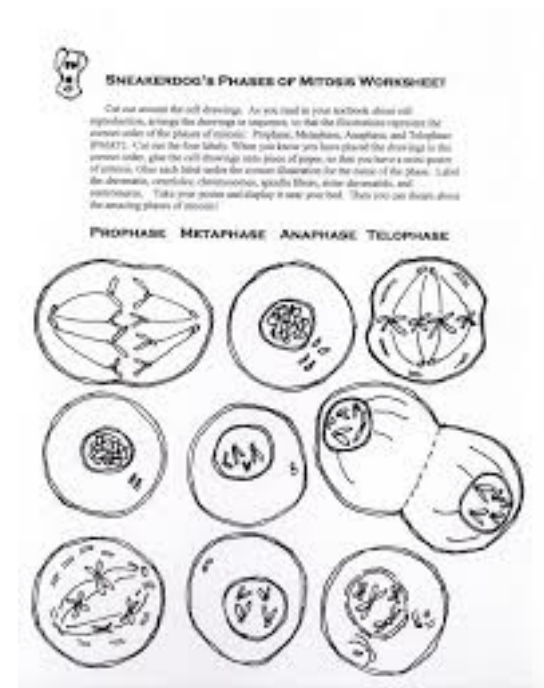 SNEAKERDOG'S PHASES OF MITOSIS WORKSHEET
Cut out around the cell drawings. As you read in your textbook about cell
reproduction, arrange the drawings in sequence, so that the illustrations represent the
correct order of the phases of mitosis: Prophase, Metaphase, Anaphase, and Telophase
(PMAT). Cut out the four labels. When you know you have placed the drawings in the
correct order, glue the cell drawings onto piece of paper, so that you have a mini poster
of mitosis. Glue each label under the correct illustration for the name of the phase. Label
the chromatin, centrioles, chromosomes, spindle fibers, sister chromatids, and
centromeres. Take your poster and display it near your bed. Then you can dream about
the amazing phases of mitosis!
PROPHASE METAPHASE ANAPHASE TELOPHASE